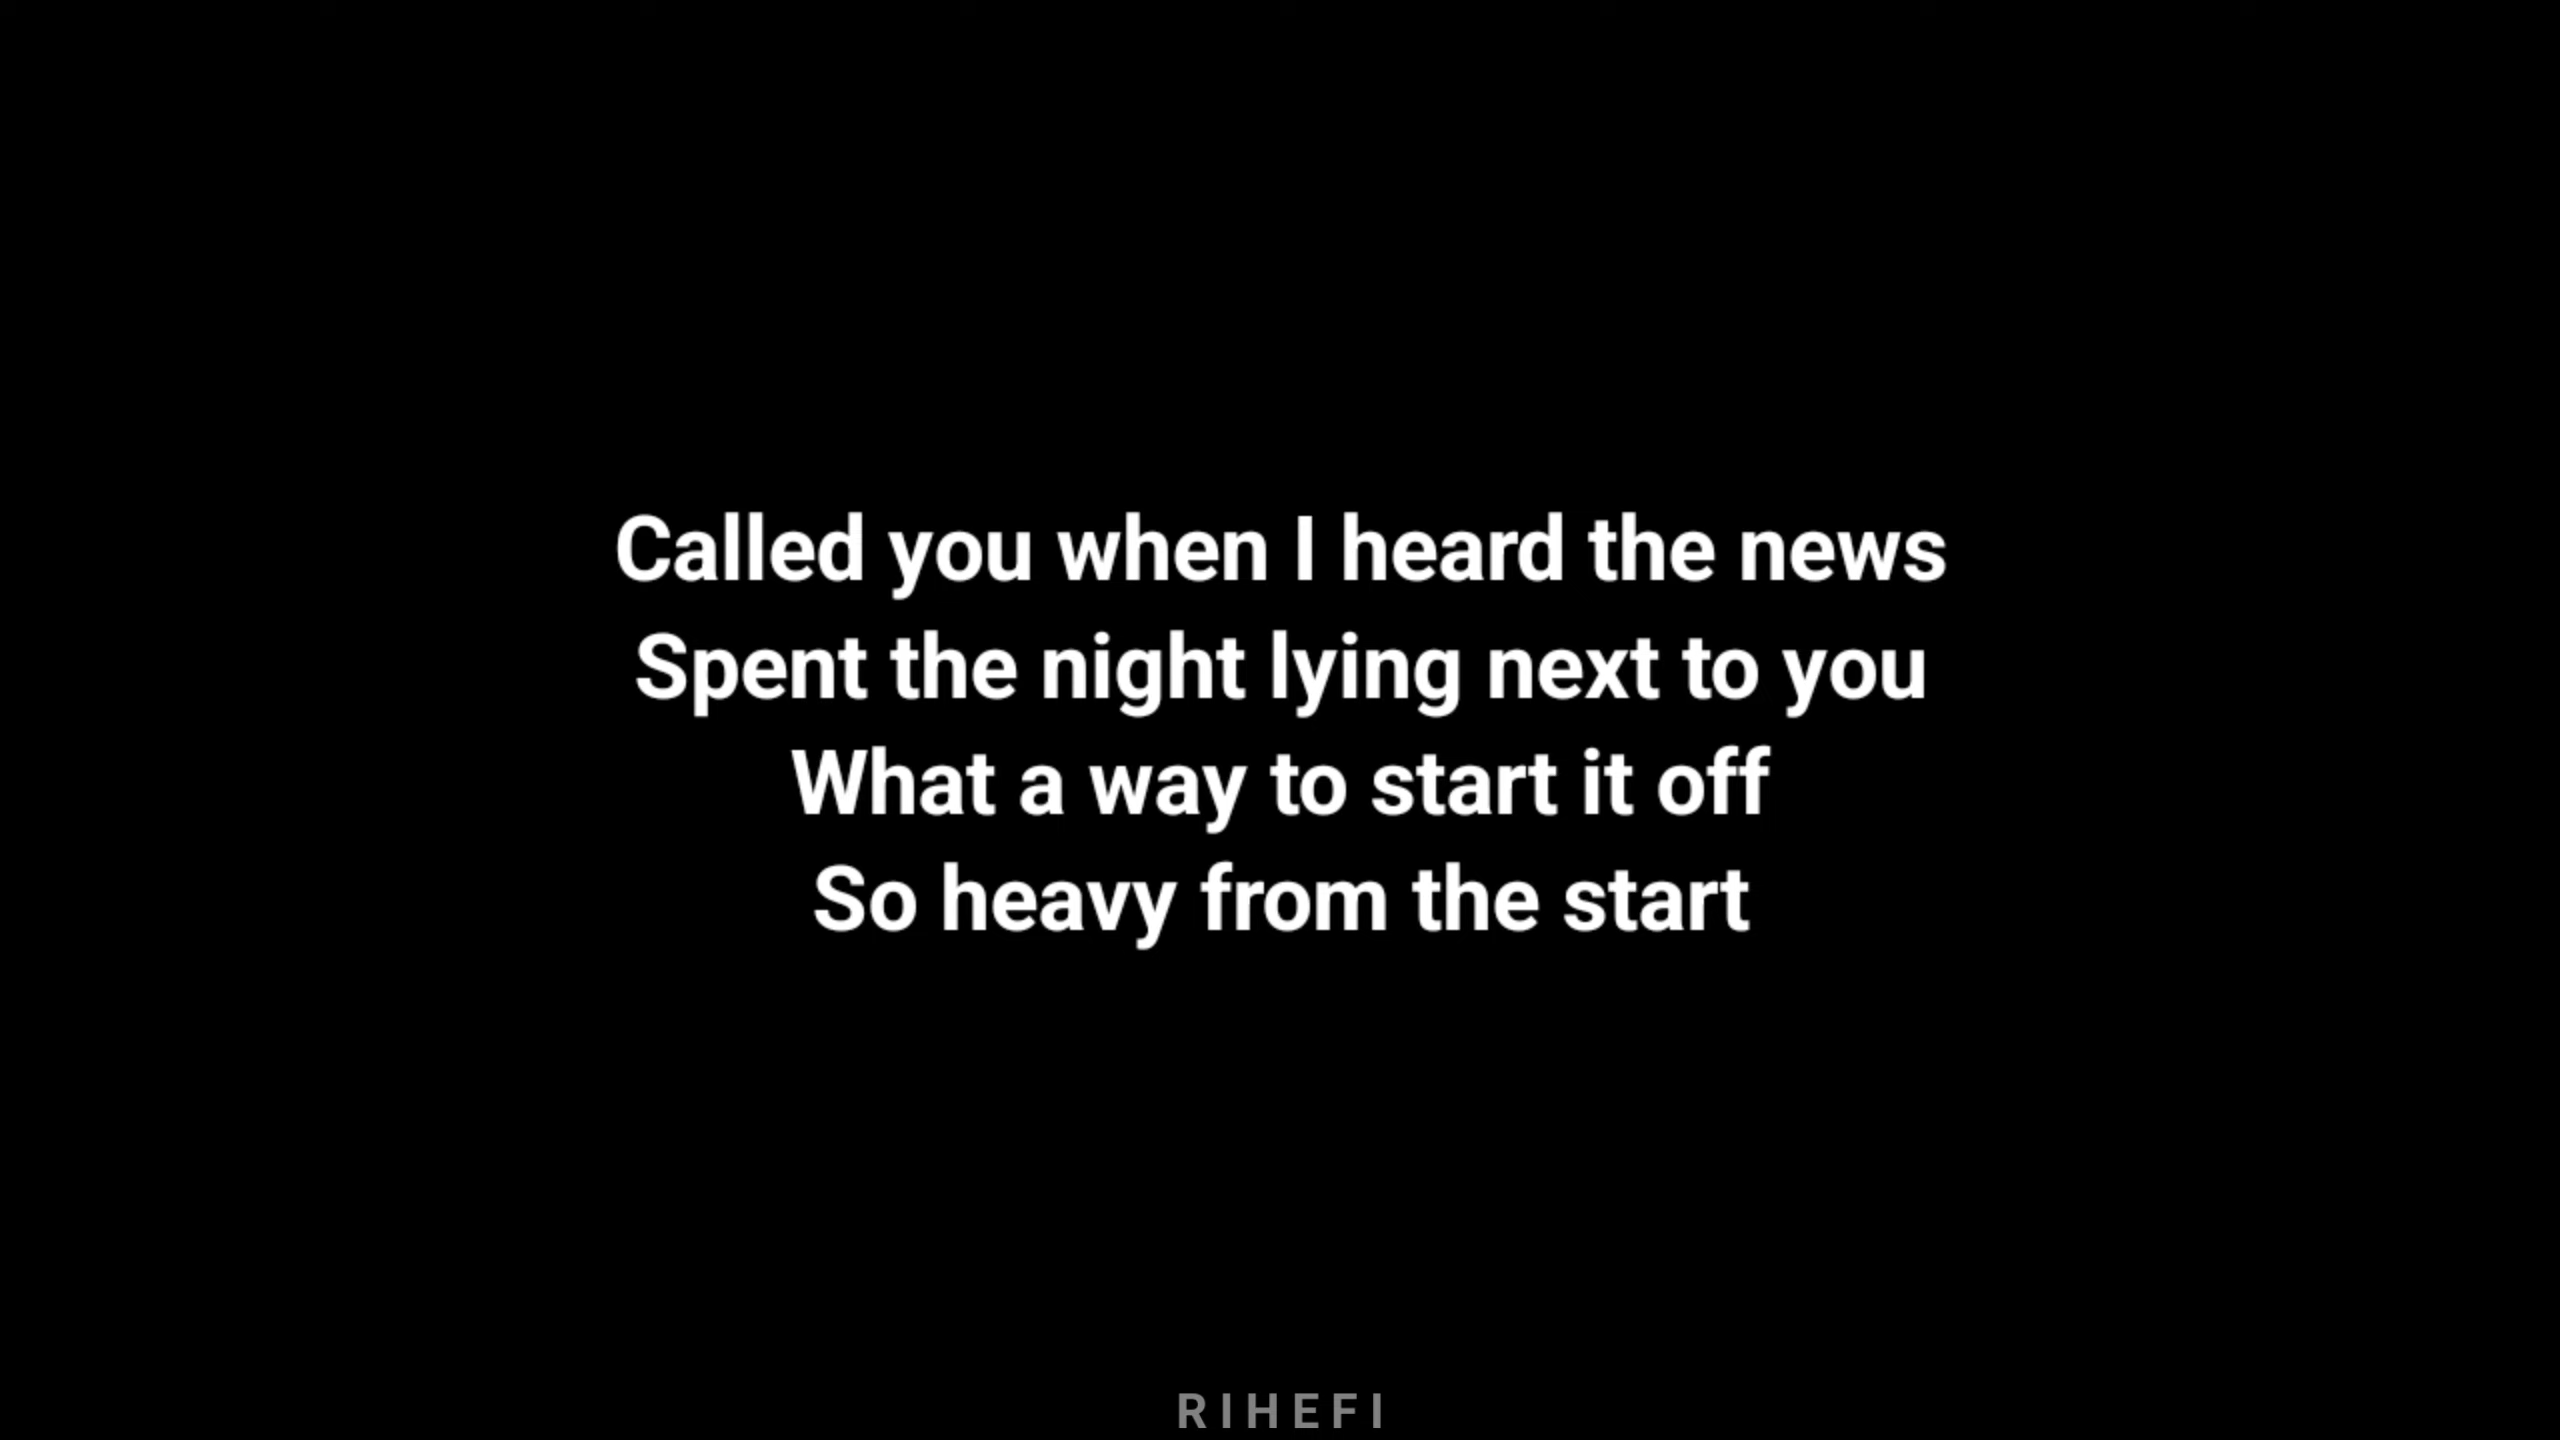 Called you when I heard the news
Spent the night lying next to you
What a way to start it off
So heavy from the start
RIHEFI